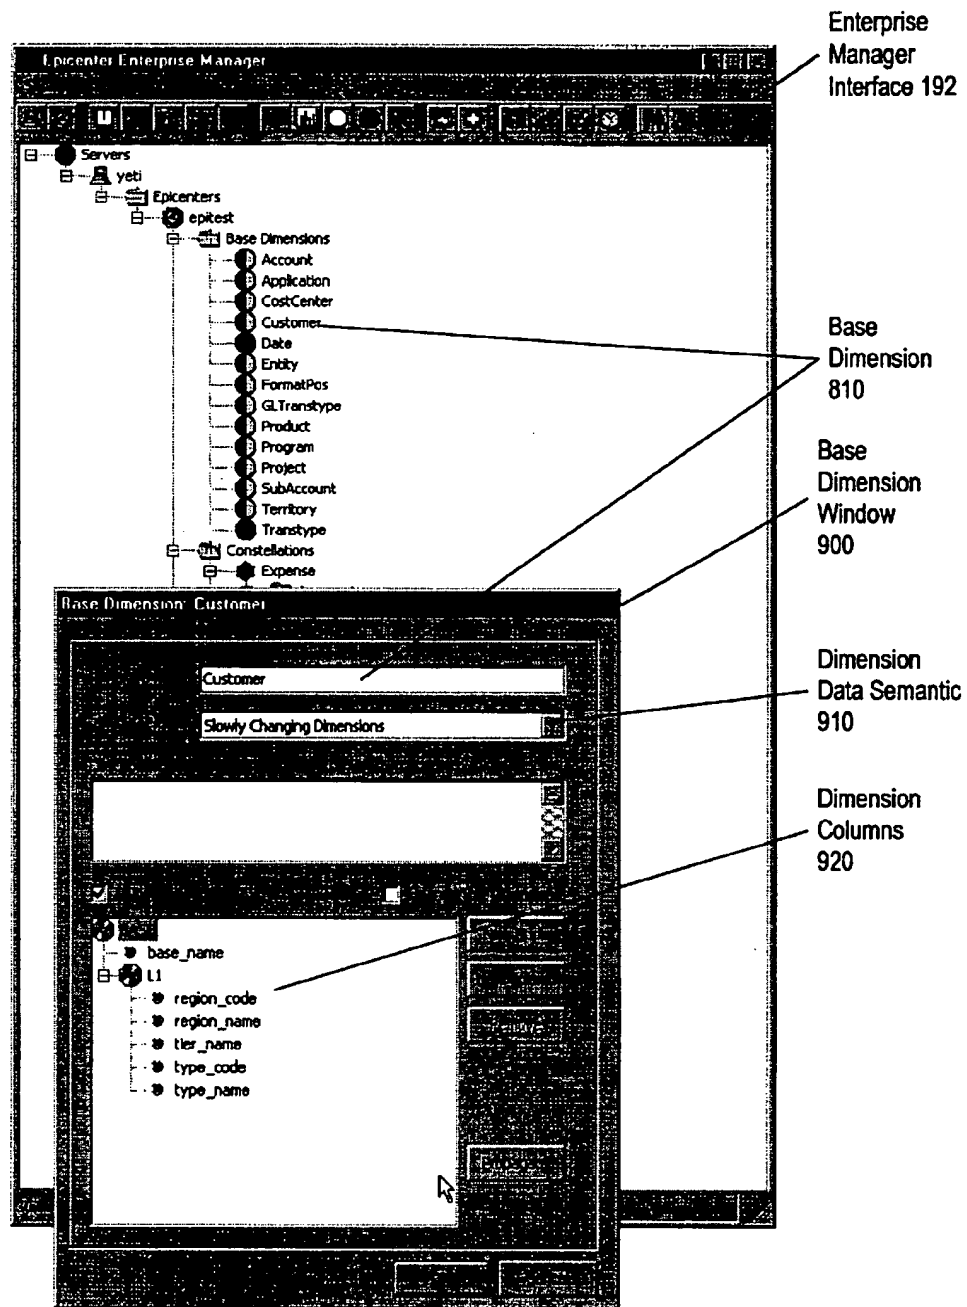 Enterprise
Manager
Interface 192
Epicenter Enterprise Manager
Servers
yeti
Epicenters
epitest
Base Dimensions
Account
Application
CostCenter
Customer
Date
Entity
FormatPos
GLTranstype
Product
Program
Project
SubAccount
Territory
Transtype
Constellations
Expense
Base
Dimension
810
Base
Dimension
Window
900
Base Dimension: Customer
Customer
Slowly Changing Dimensions
Dimension
Data Semantic
910
Dimension
Columns
920
base_name
L1
region_code
region_name
tier_name
type_code
type_name
Remove